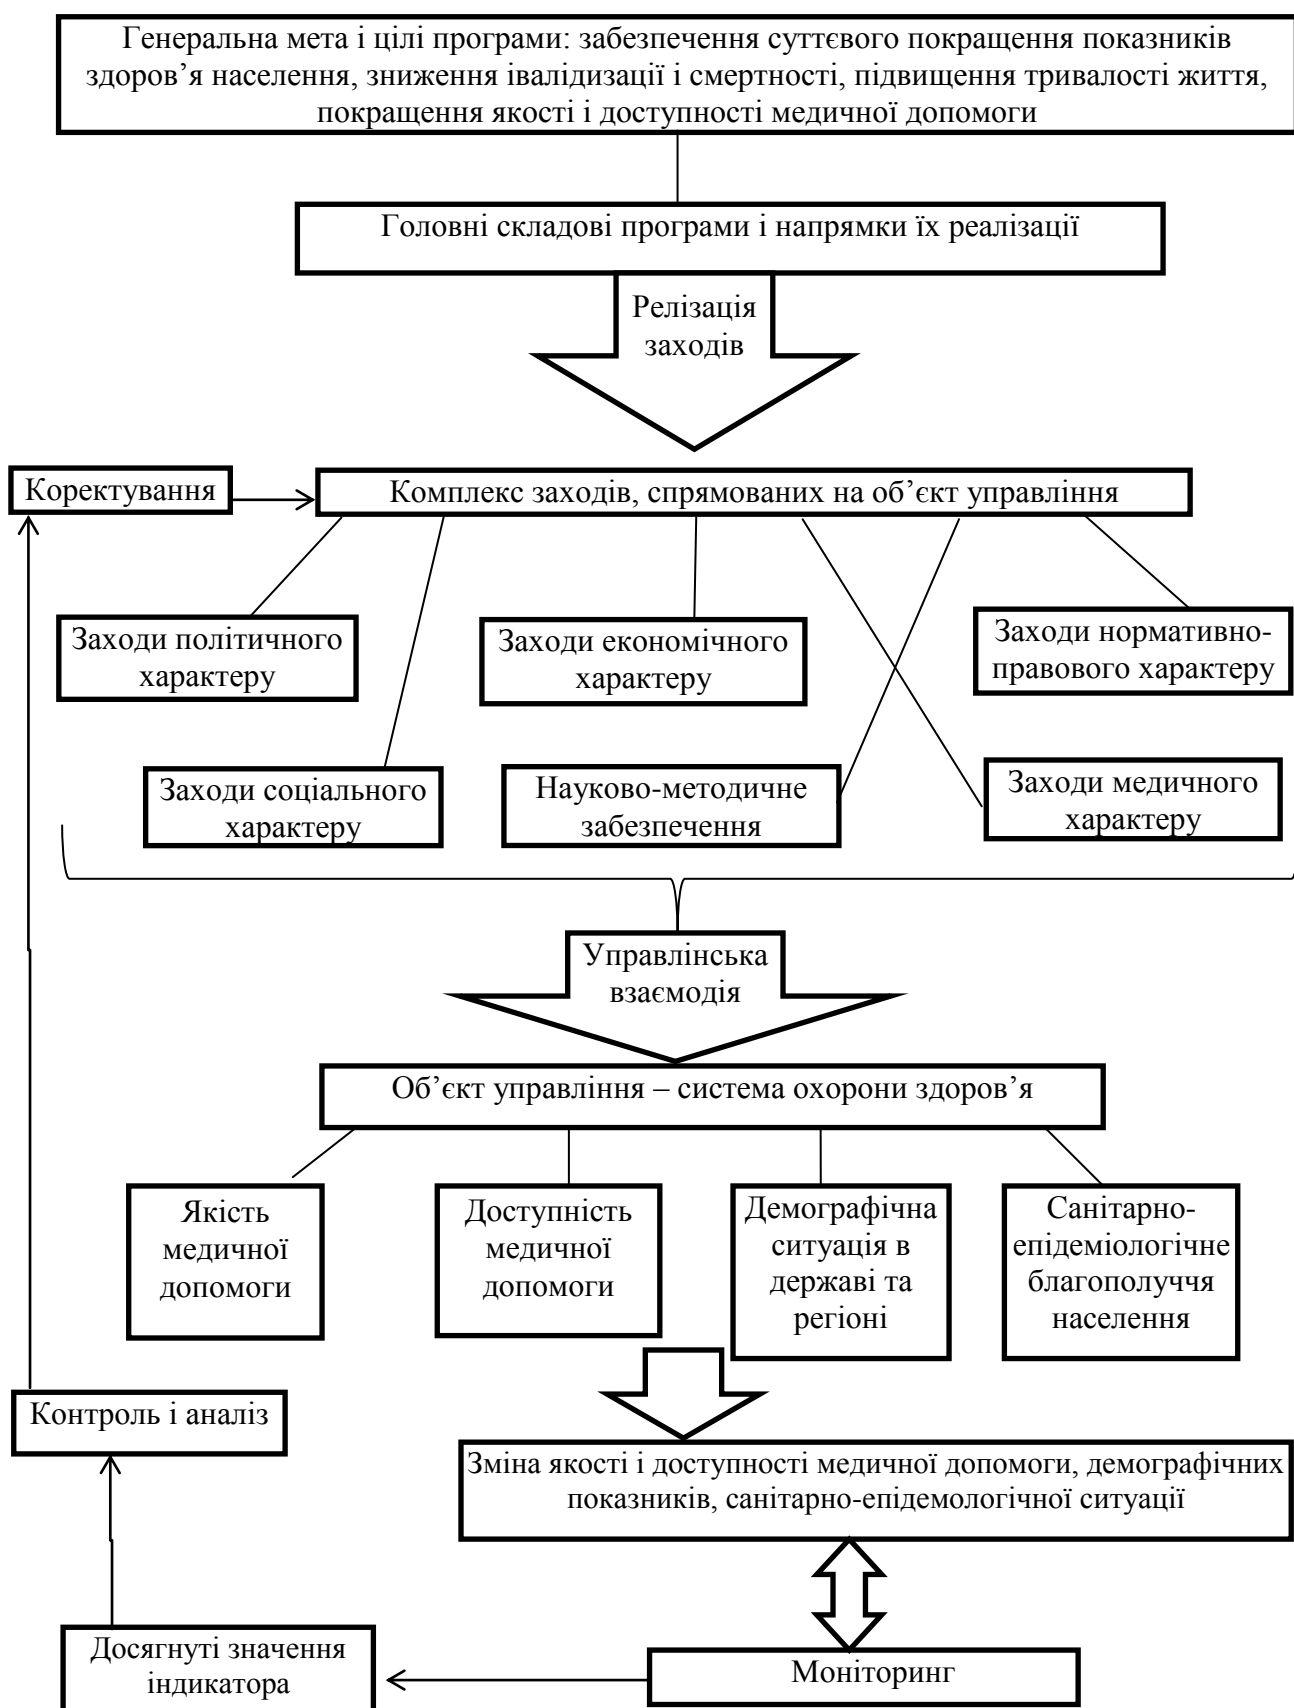 Генеральна мета і цілі програми: забезпечення суттєвого покращення показників
здоров’я населення, зниження івалідизації і смертності, підвищення тривалості життя,
покращення якості і доступності медичної допомоги
Головні складові програми і напрямки їх реалізації
Релізація
заходів
Коректування
Комплекс заходів, спрямованих на об’єкт управління
Заходи політичного
характеру
Заходи економічного
характеру
Заходи нормативно-
правового характеру
Заходи соціального
характеру
Науково-методичне
забезпечення
Заходи медичного
характеру
Управлінська
взаємодія
Об’єкт управління – система охорони здоров’я
Якість
медичної
допомоги
Доступність
медичної
допомоги
Демографічна
ситуація в
державі та
регіоні
Санітарно-
епідеміологічне
благополуччя
населення
Контроль і аналіз
Зміна якості і доступності медичної допомоги, демографічних
показників, санітарно-епідемологічної ситуації
Досягнуті значення
індикатора
Моніторинг